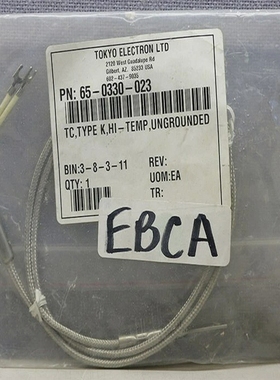 TOKYO ELECTRON LTD
2120 West Guadalupe Rd
Gilbert, AZ. 85233 USA
602-437-9035
PN: 65-0330-023
TC,TYPE K,HI-TEMP,UNGROUNDED
BIN:3-8-3-11 REV:
QTY: 1 UOM:EA
TR:
EBCA